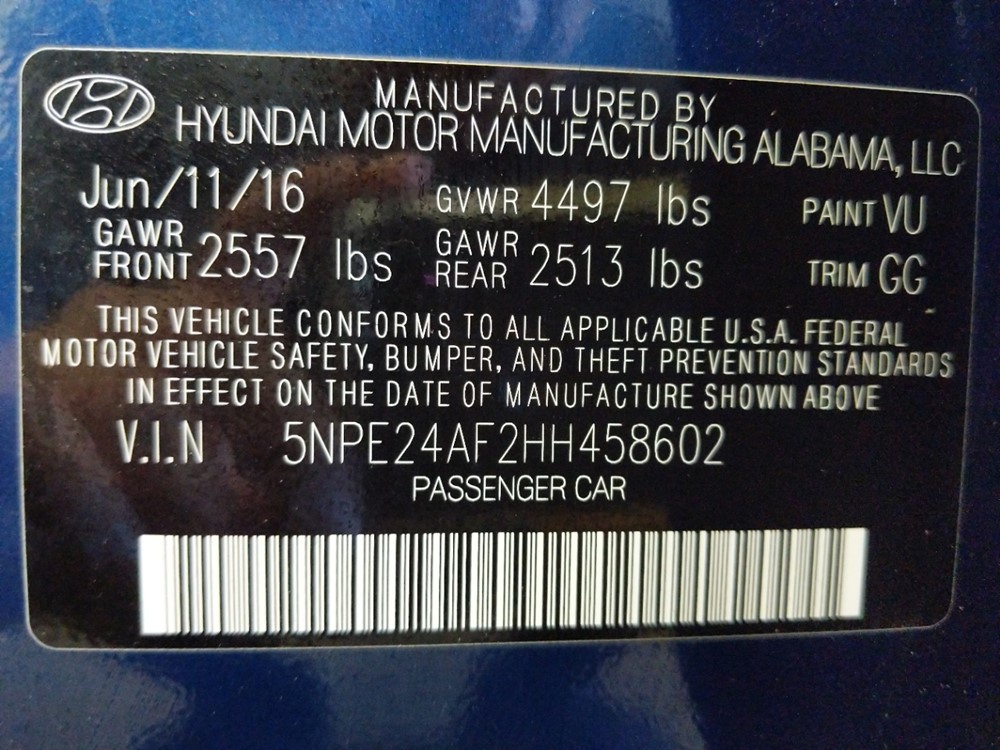 MANUFACTURED BY
HYUNDAI MOTOR MANUFACTURING ALABAMA, LLC
Jun/11/16 GVWR 4497 lbs PAINT VU
GAWR FRONT 2557 lbs GAWR REAR 2513 lbs TRIM GG
THIS VEHICLE CONFORMS TO ALL APPLICABLE U.S.A. FEDERAL
MOTOR VEHICLE SAFETY, BUMPER, AND THEFT PREVENTION STANDARDS
IN EFFECT ON THE DATE OF MANUFACTURE SHOWN ABOVE
V.I.N 5NPE24AF2HH458602
PASSENGER CAR